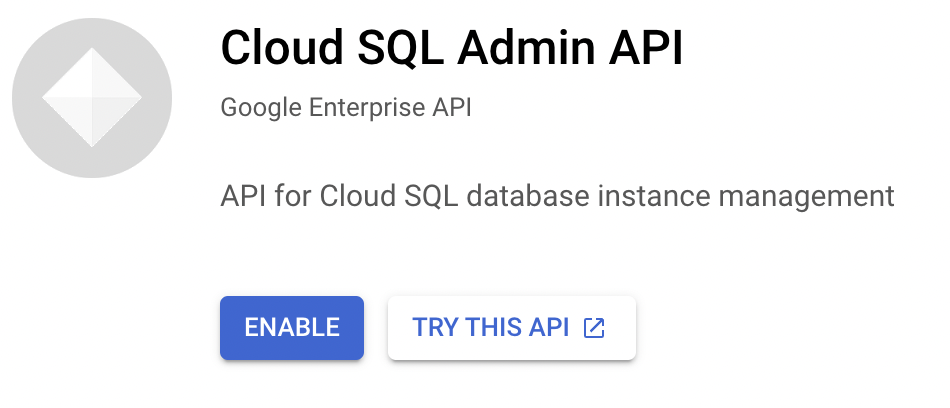 Cloud SQL Admin API
Google Enterprise API
API for Cloud SQL database instance management
ENABLE
TRY THIS API